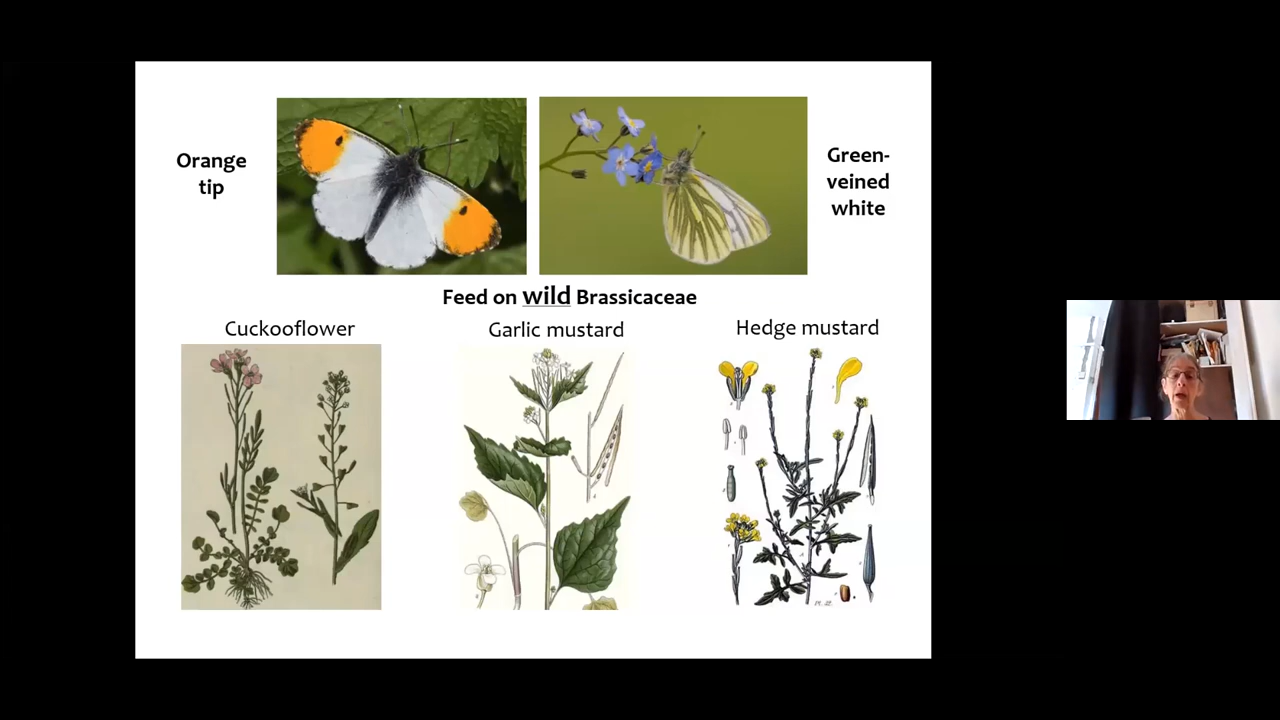 Orange
tip
Green-
veined
white
Feed on wild Brassicaceae
Cuckooflower
Garlic mustard
Hedge mustard